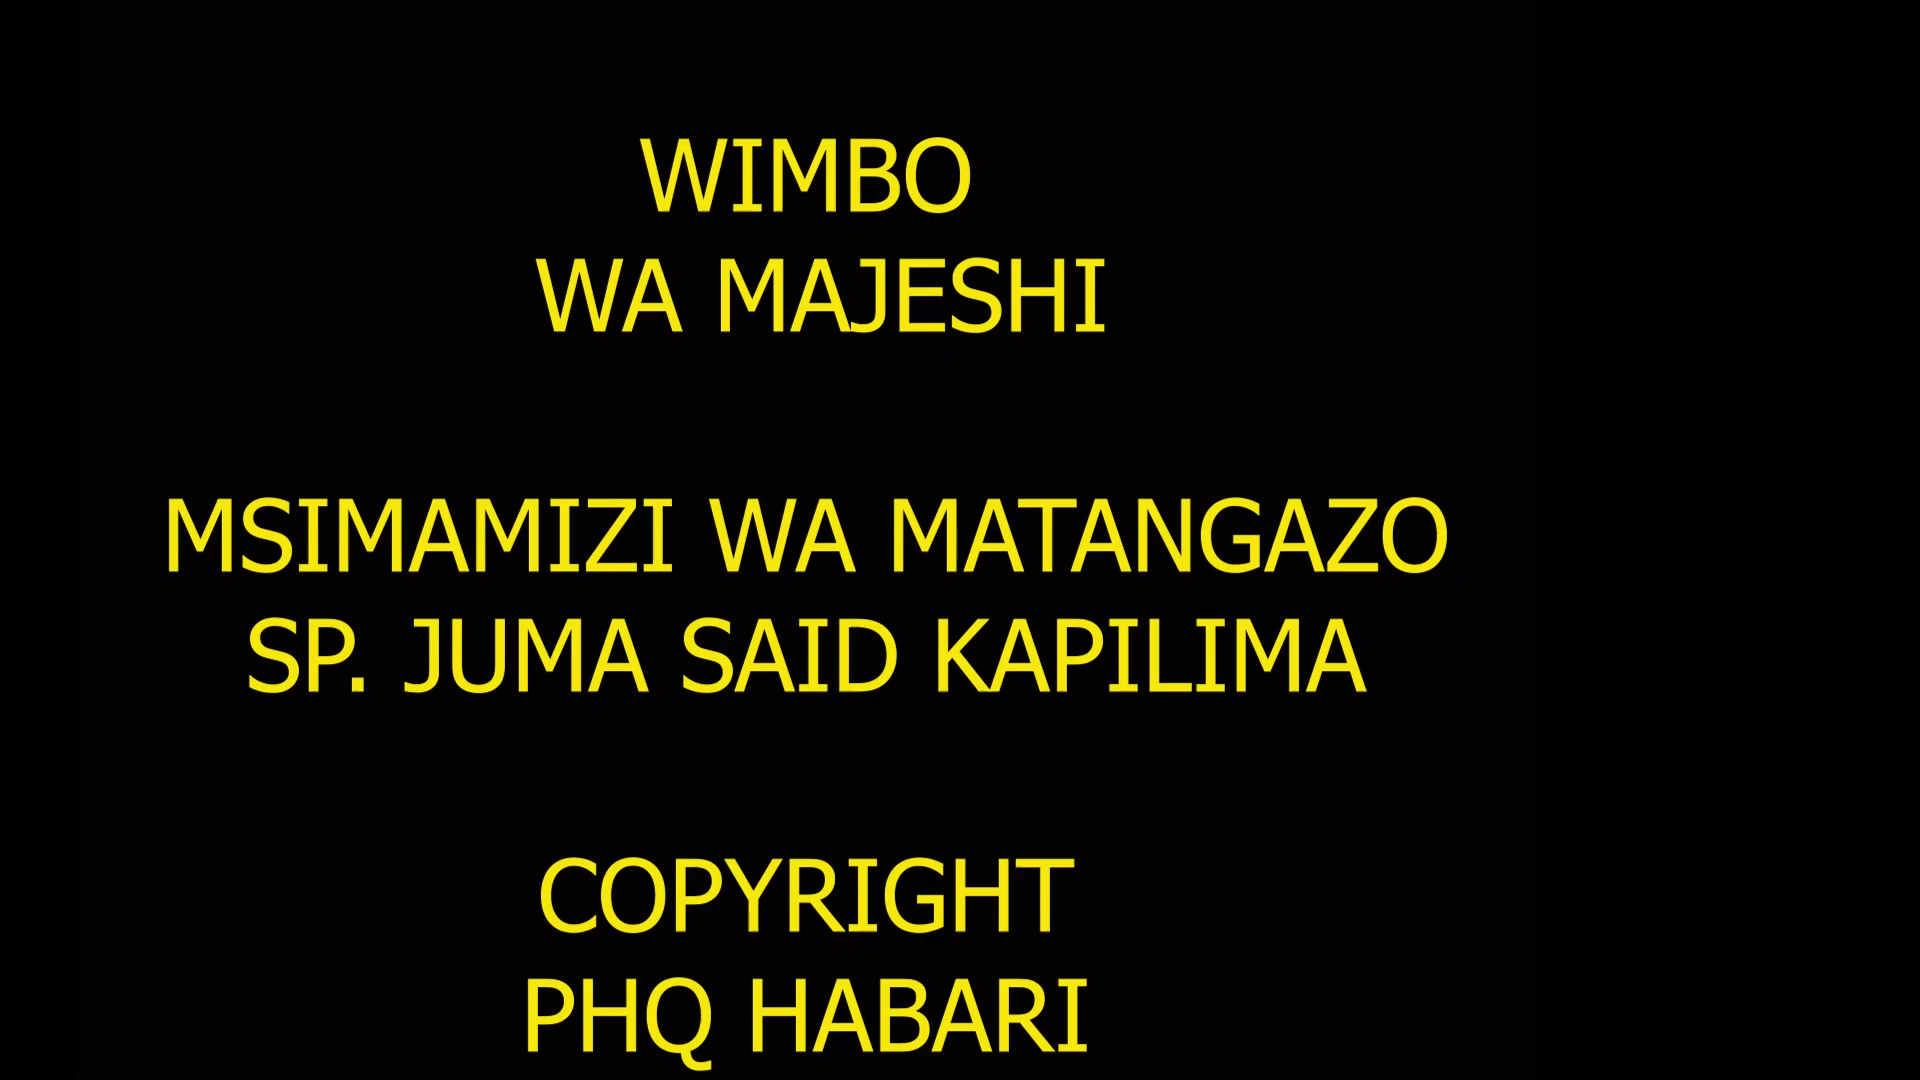 WIMBO
WA MAJESHI
MSIMAMIZI WA MATANGAZO
SP. JUMA SAID KAPILIMA
COPYRIGHT
PHQ HABARI